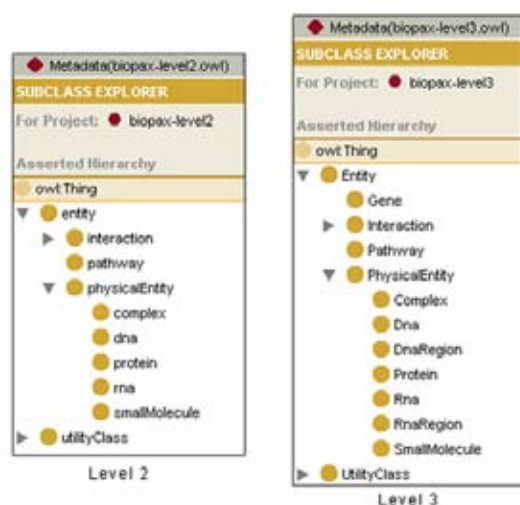 Metadata(biopax-level2.owl)
SUBCLASS EXPLORER
For Project: biopax-level2
Asserted Hierarchy
owl:Thing
entity
interaction
pathway
physicalEntity
complex
dna
protein
rna
smallMolecule
utilityClass
Level 2
Metadata(biopax-level3.owl)
SUBCLASS EXPLORER
For Project: biopax-level3
Asserted Hierarchy
owl:Thing
Entity
Gene
Interaction
Pathway
PhysicalEntity
Complex
Dna
DnaRegion
Protein
Rna
RnaRegion
SmallMolecule
UtilityClass
Level 3